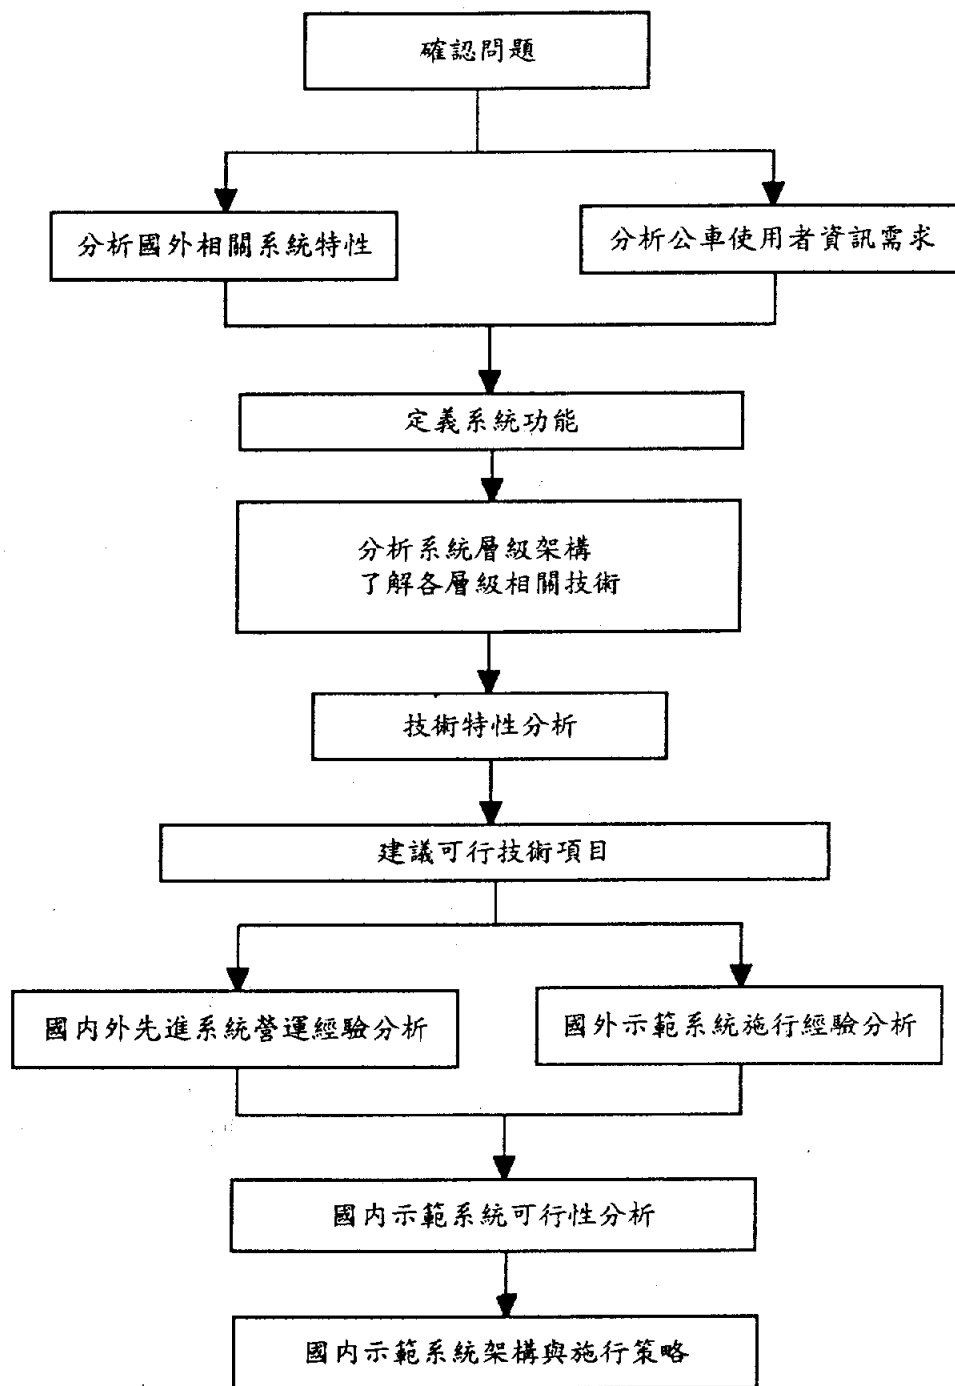 確認問題
分析國外相關系統特性
分析公車使用者資訊需求
定義系統功能
分析系統層級架構
了解各層級相關技術
技術特性分析
建議可行技術項目
國內外先進系統營運經驗分析
國外示範系統施行經驗分析
國內示範系統可行性分析
國內示範系統架構與施行策略